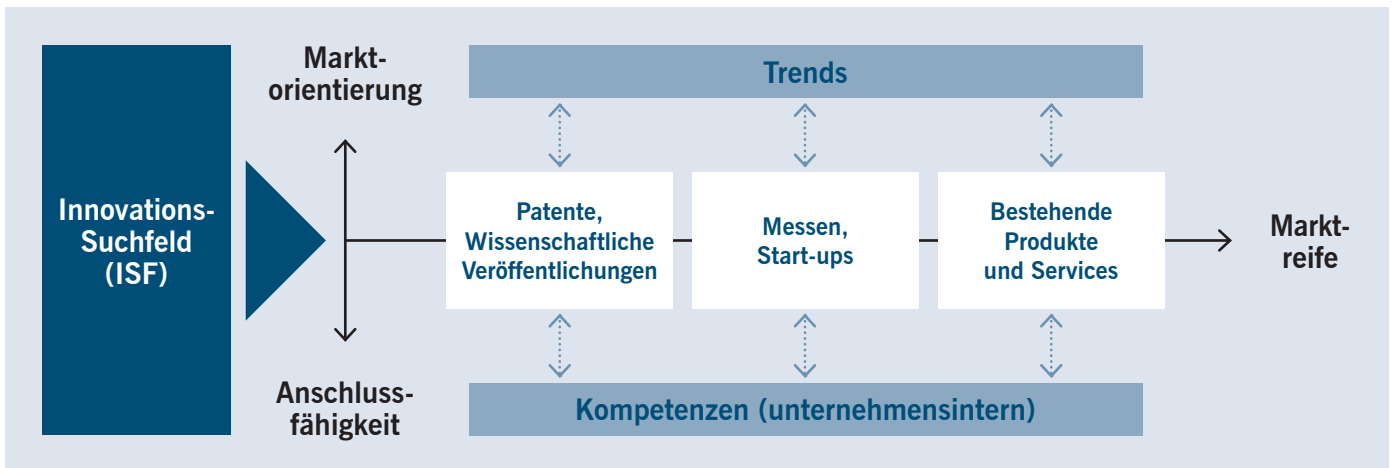 Innovations-
Suchfeld
(ISF)
Markt-
orientierung
Anschluss-
fähigkeit
Trends
Patente,
Wissenschaftliche
Veröffentlichungen
Messen,
Start-ups
Bestehende
Produkte
und Services
Markt-
reife
Kompetenzen (unternehmensintern)